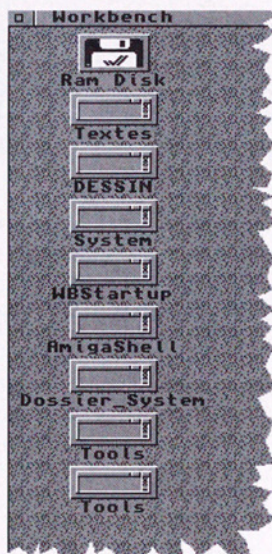 Workbench
Ram Disk
Textes
DESSIN
System
WBStartup
AmigaShell
Dossier_System
Tools
Tools